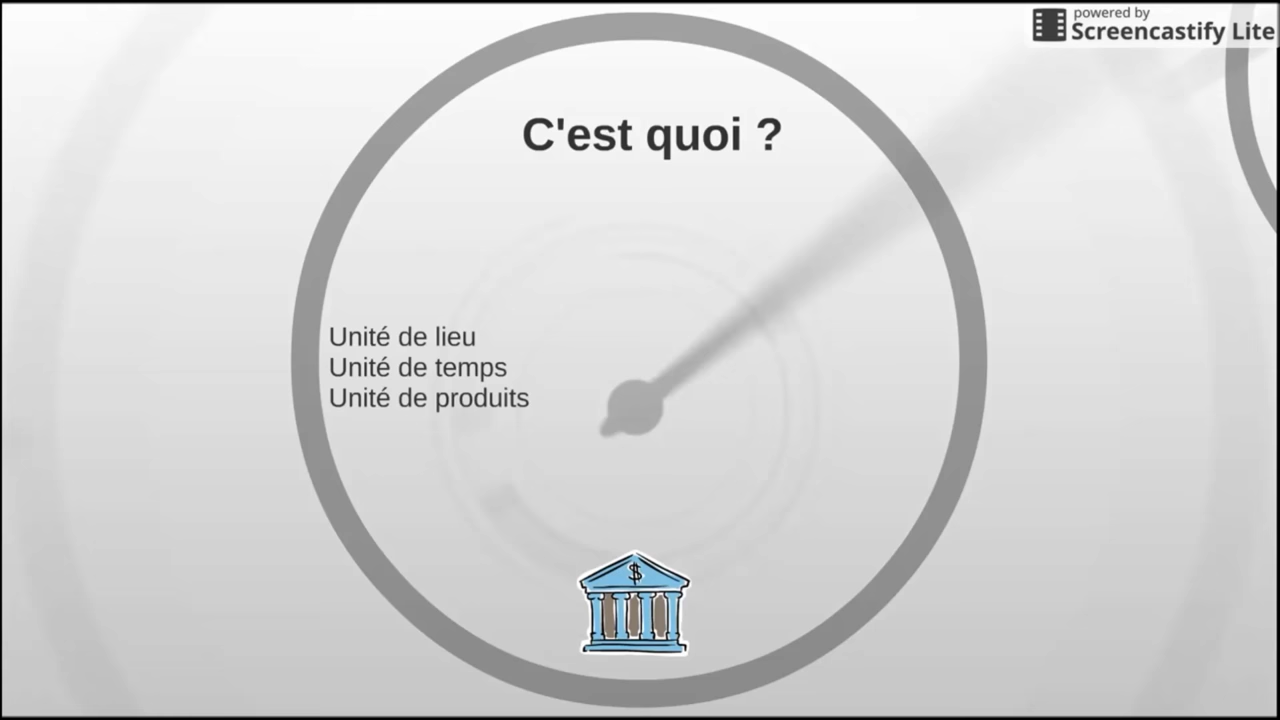 powered by
Screencastify Lite
C'est quoi ?
Unité de lieu
Unité de temps
Unité de produits
$